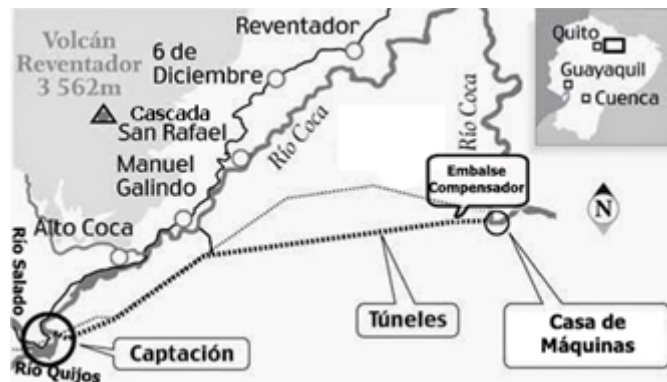 Volcán
Reventador
3 562m
Reventador
6 de
Diciembre
Cascada
San Rafael
Manuel
Galindo
Alto Coca
Río Coca
Río Coca
Quito
Guayaquil
Cuenca
Embalse
Compensador
N
Río Salado
Río Quijos
Captación
Túneles
Casa de
Máquinas